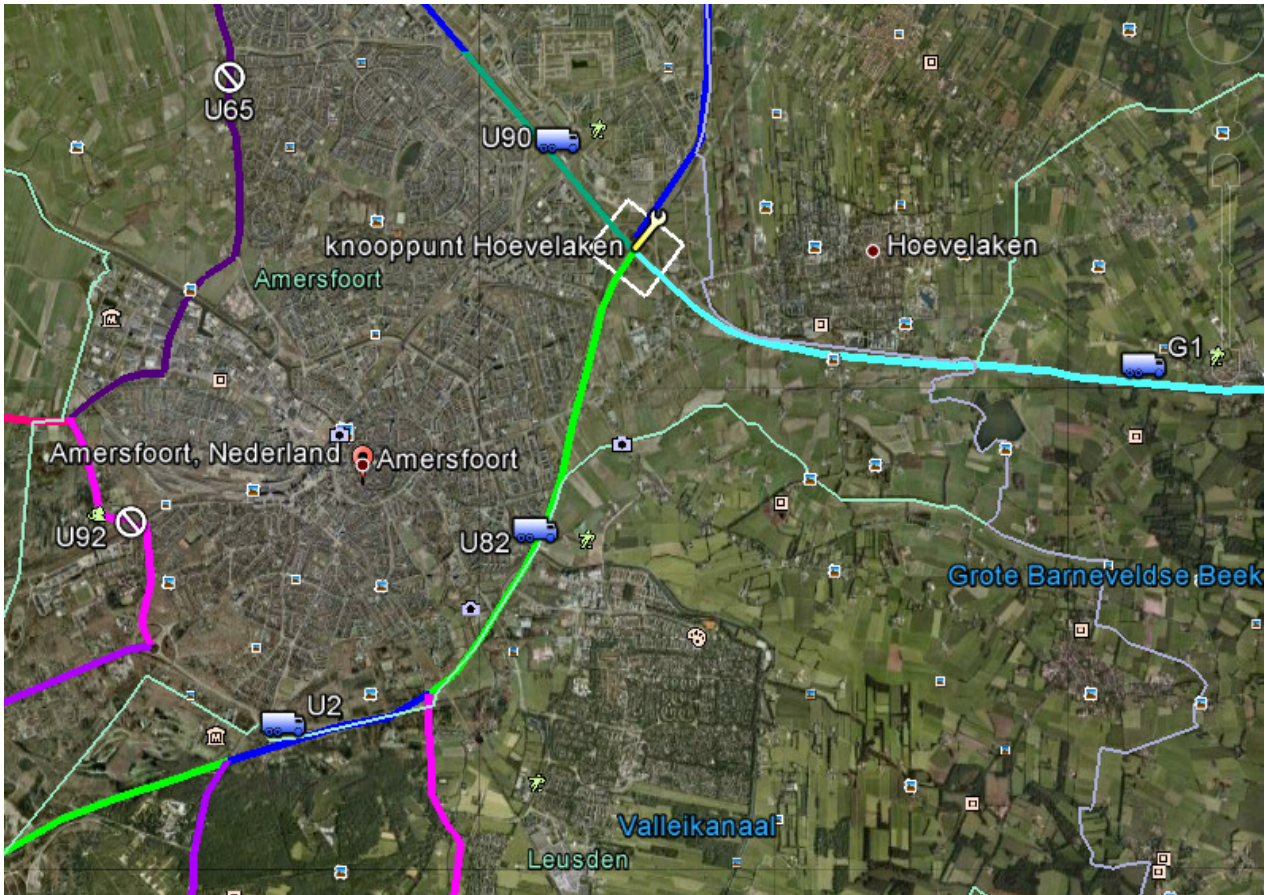 U65
U90
knooppunt Hoevelaken
Hoevelaken
Amersfoort
G1
Amersfoort, Nederland
Amersfoort
U92
U82
Grote Barneveldse Beek
U2
Valleikanaal
Leusden